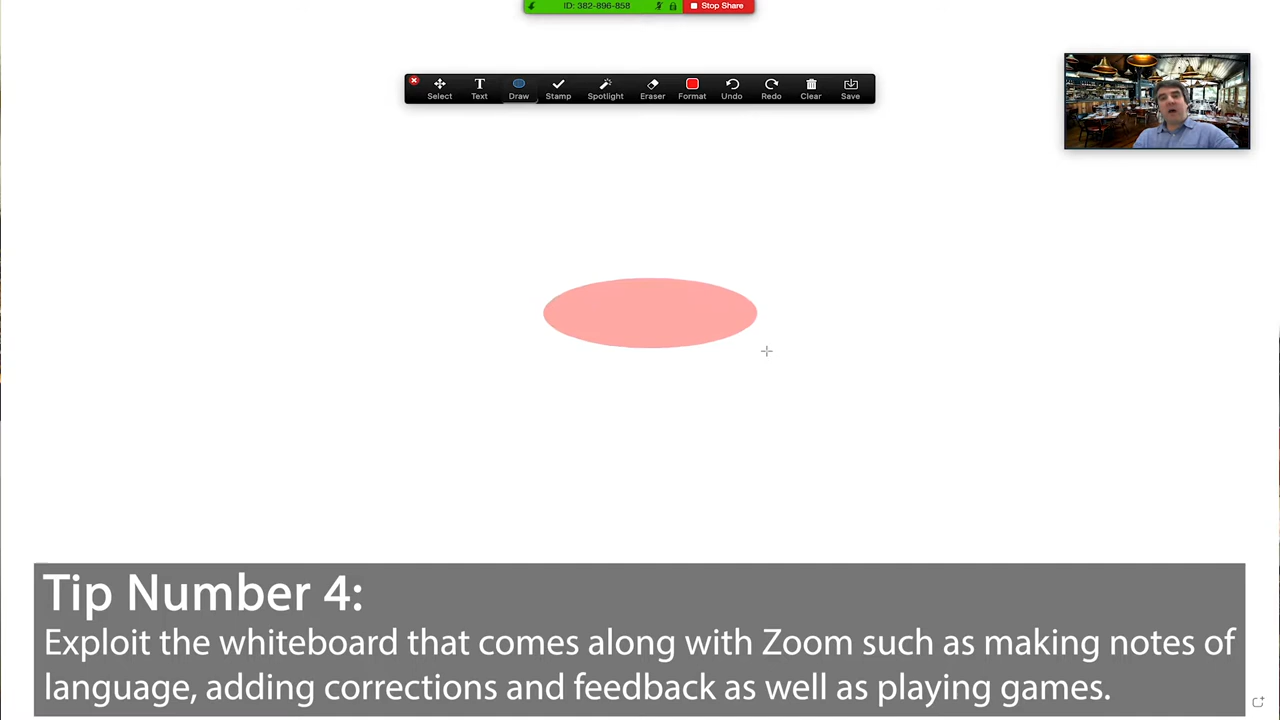 ID: 382-896-858 Stop Share
Select Text Draw Stamp Spotlight Eraser Format Undo Redo Clear Save
Tip Number 4:
Exploit the whiteboard that comes along with Zoom such as making notes of
language, adding corrections and feedback as well as playing games.